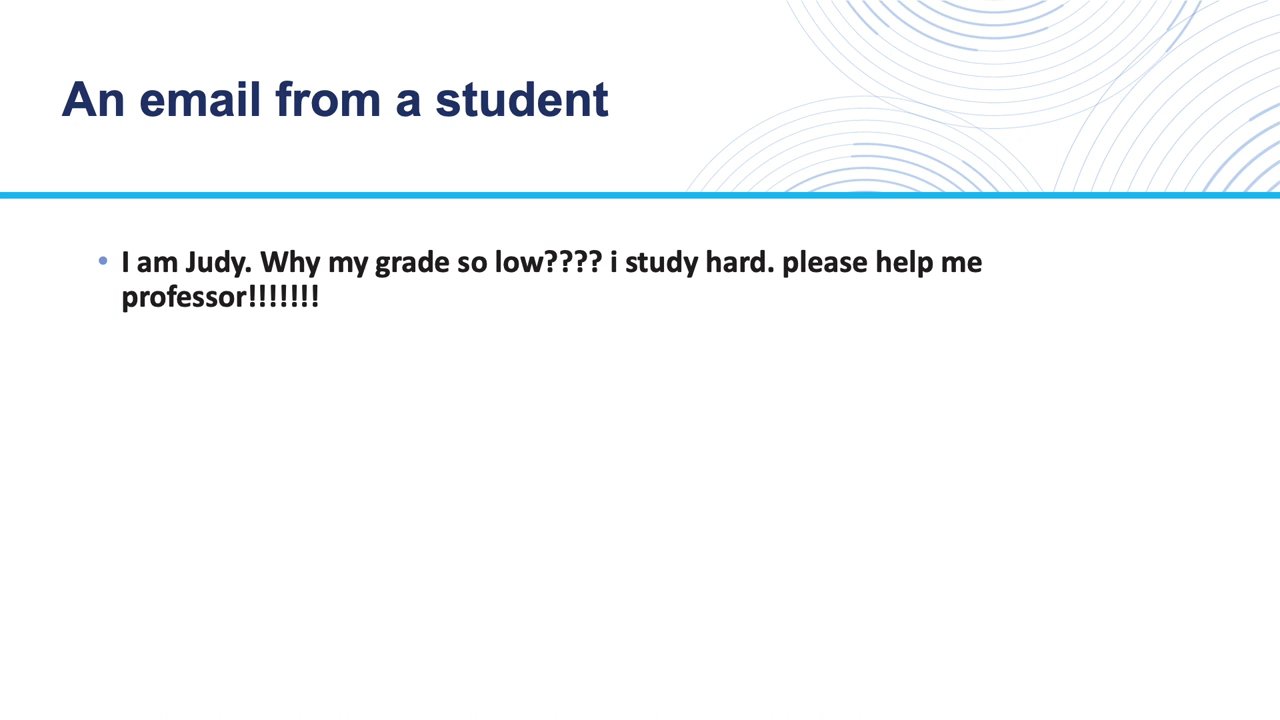 An email from a student
• I am Judy. Why my grade so low???? i study hard. please help me
professor!!!!!!!